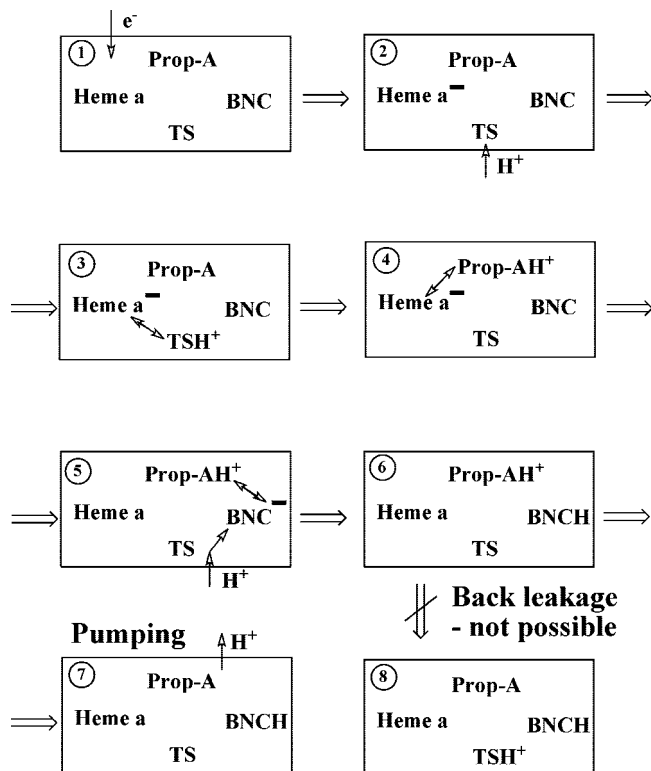 e-
1
Prop-A
Heme a
BNC
TS
2
Prop-A
Heme a
BNC
TS
H+
3
Prop-A
Heme a
BNC
TSH+
4
Prop-AH+
Heme a
BNC
TS
5
Prop-AH+
Heme a
BNC
TS
H+
6
Prop-AH+
Heme a
BNCH
TS
Back leakage
- not possible
Pumping
H+
7
Prop-A
Heme a
BNCH
TS
8
Prop-A
Heme a
BNCH
TSH+